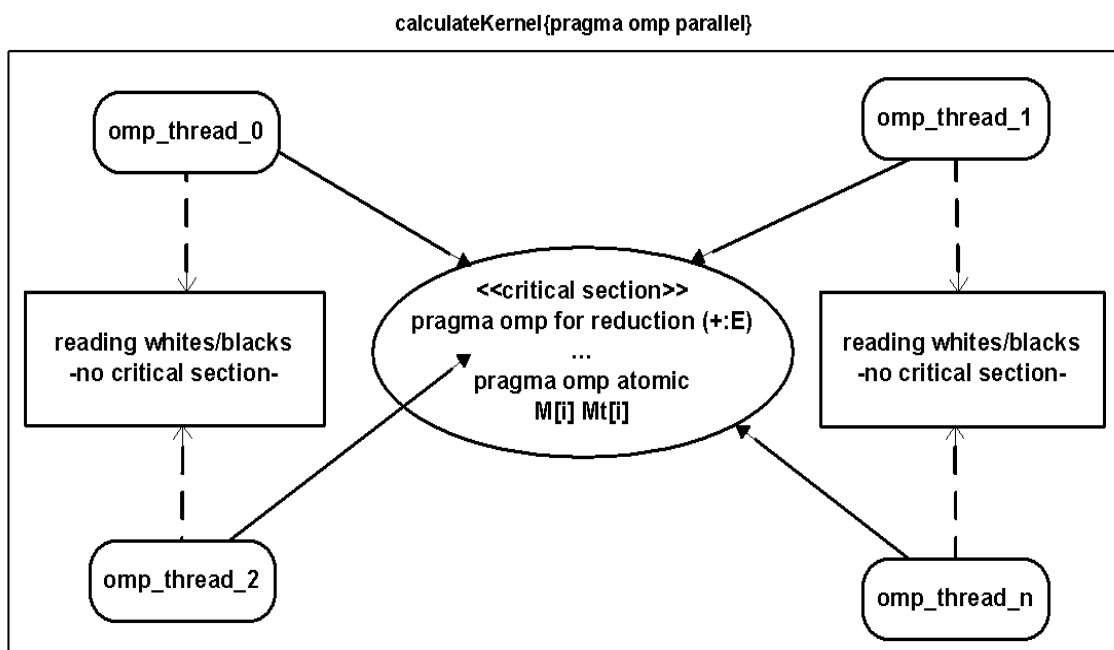 calculateKernel{pragma omp parallel}
omp_thread_0
omp_thread_1
<<critical section>>
pragma omp for reduction (+:E)
...
pragma omp atomic
M[i] Mt[i]
reading whites/blacks
-no critical section-
reading whites/blacks
-no critical section-
omp_thread_2
omp_thread_n